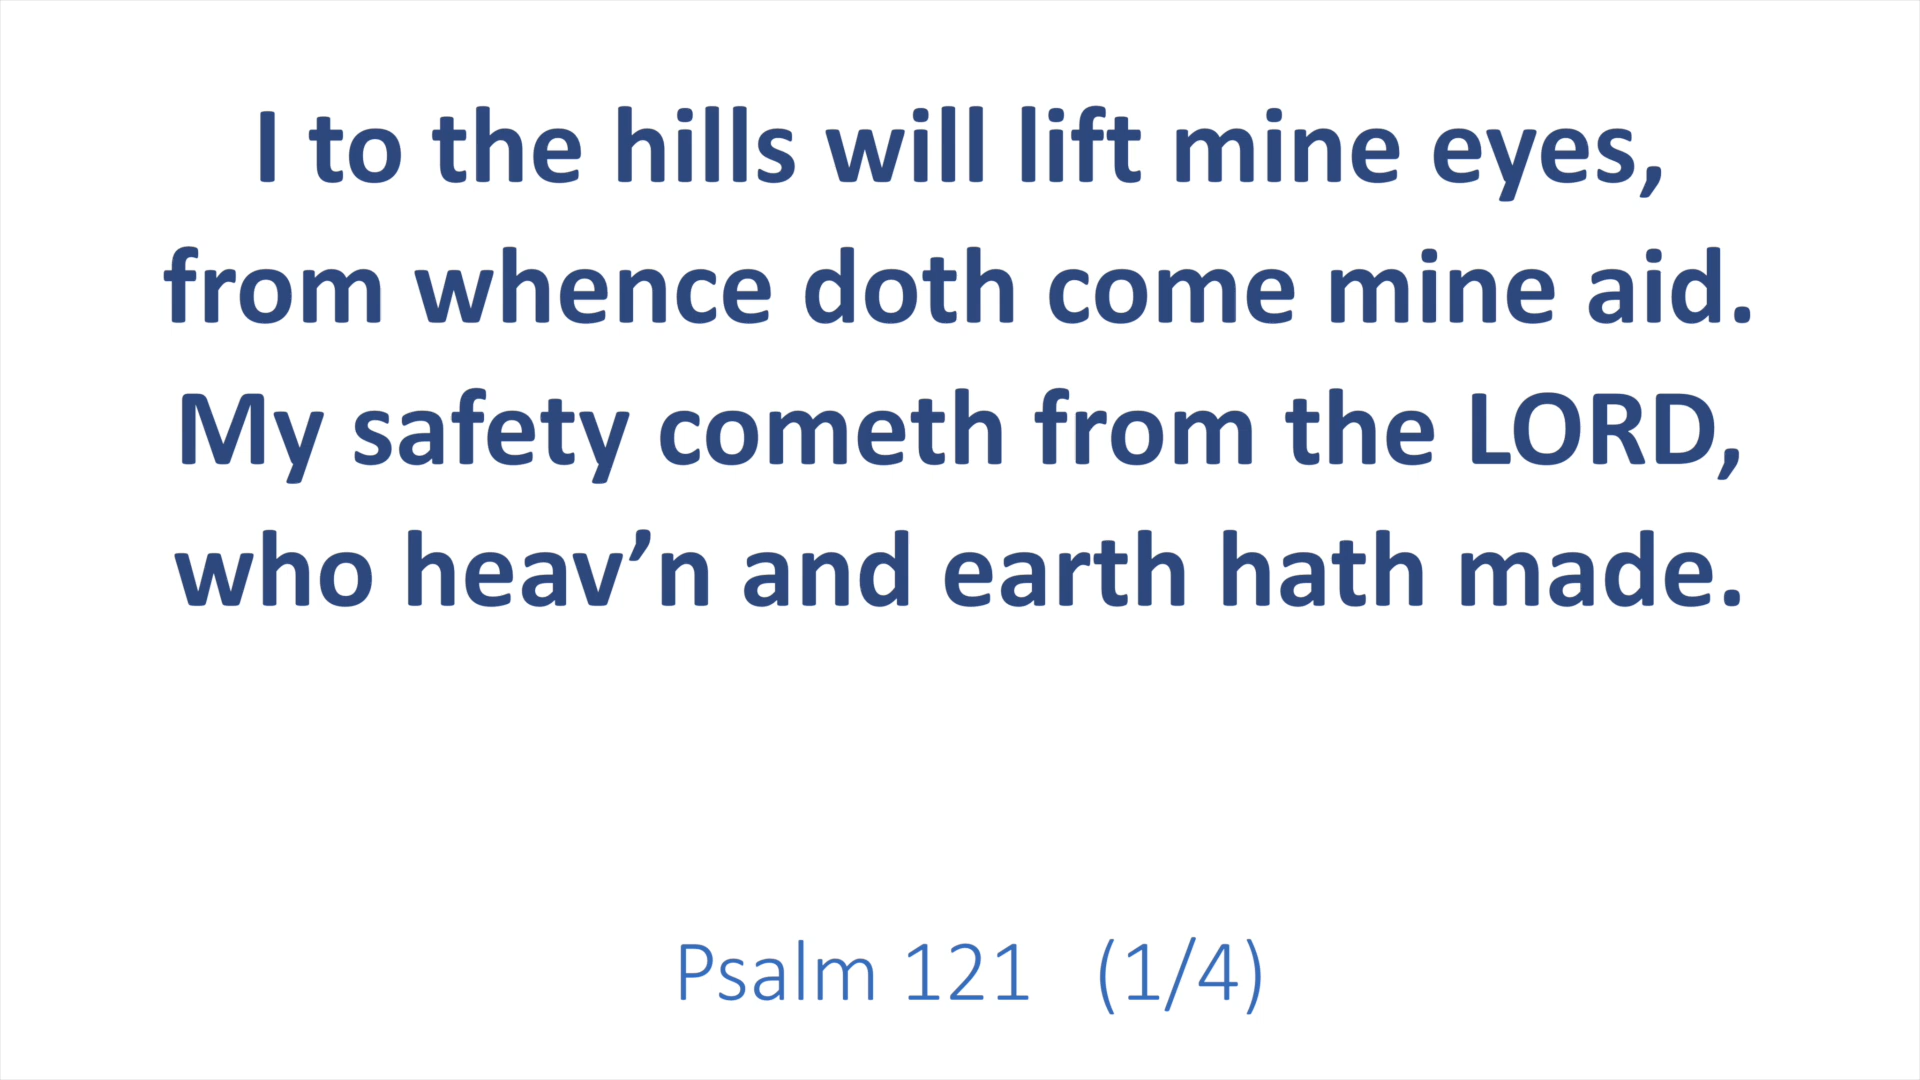 I to the hills will lift mine eyes,
from whence doth come mine aid.
My safety cometh from the LORD,
who heav’n and earth hath made.
Psalm 121 (1/4)